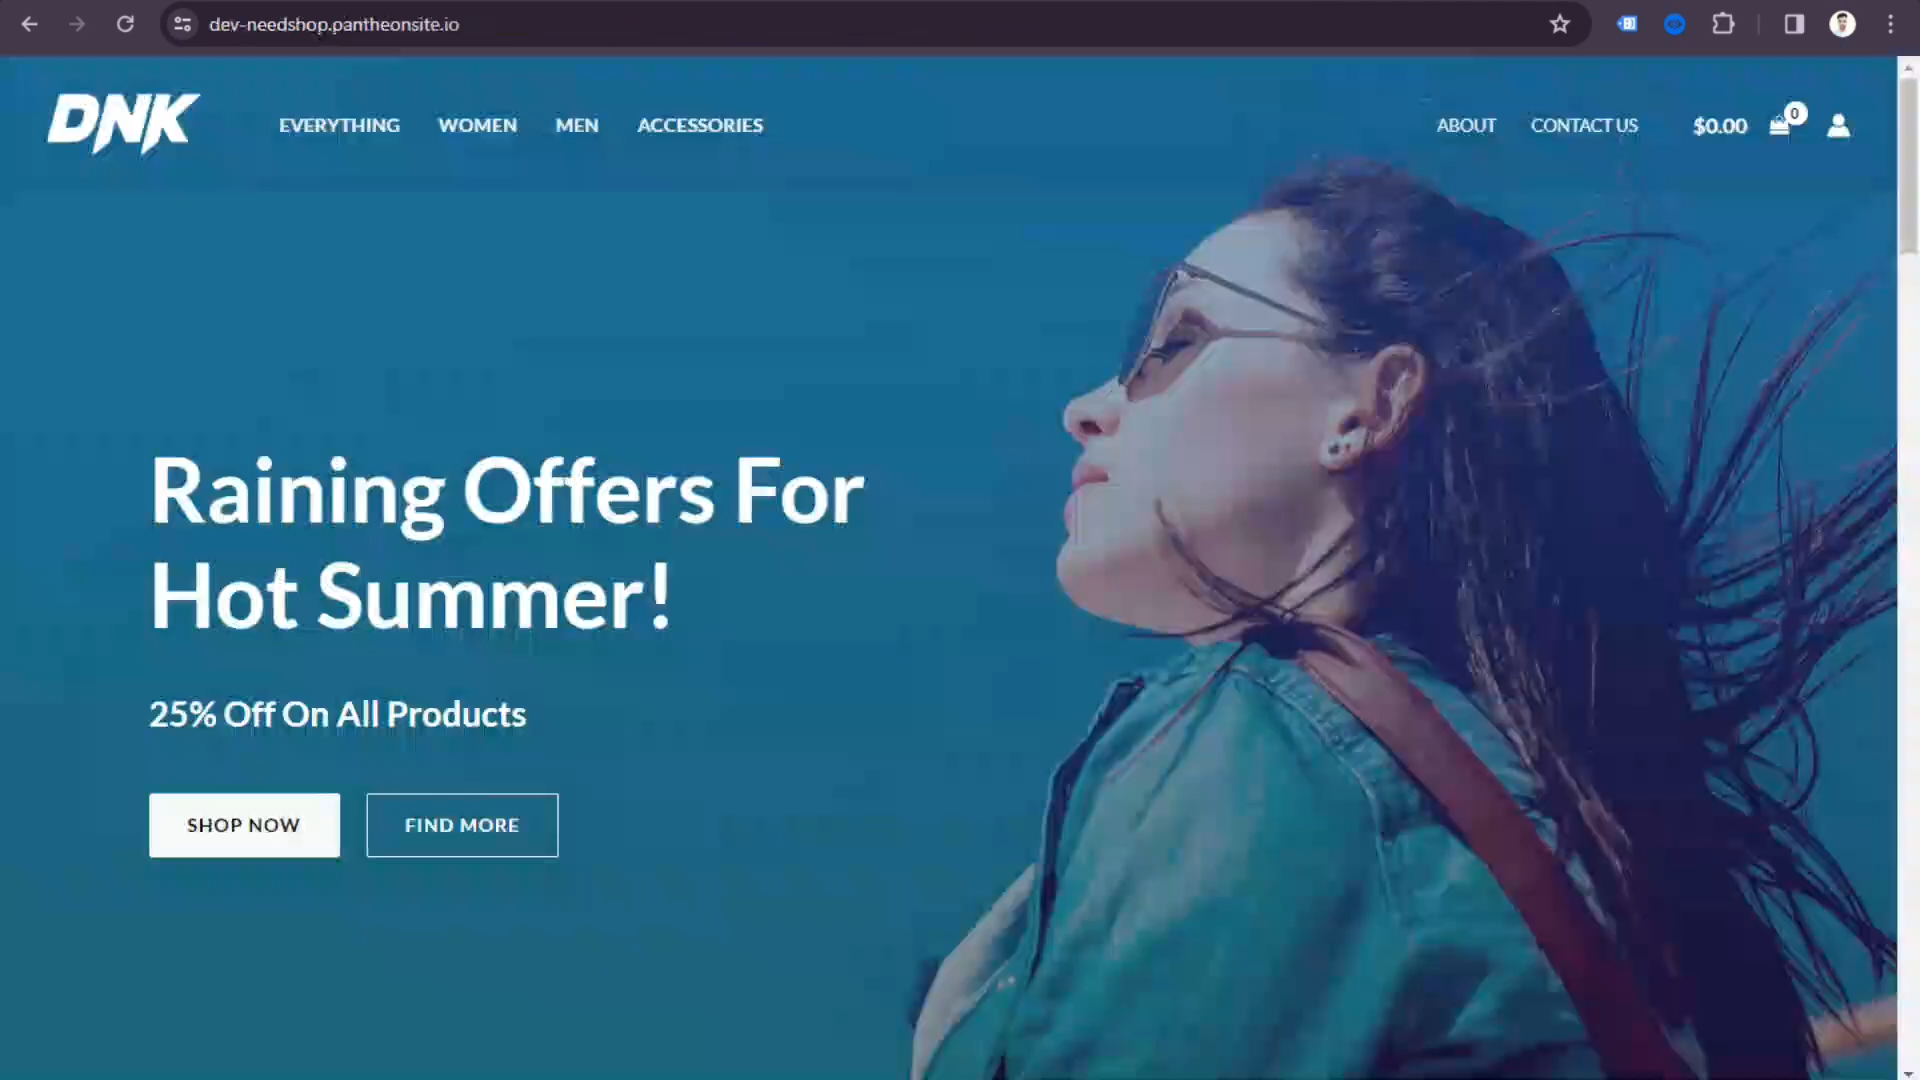 dev-needshop.pantheonsite.io
DNK
EVERYTHING WOMEN MEN ACCESSORIES ABOUT CONTACT US $0.00 0
Raining Offers For
Hot Summer!
25% Off On All Products
SHOP NOW FIND MORE